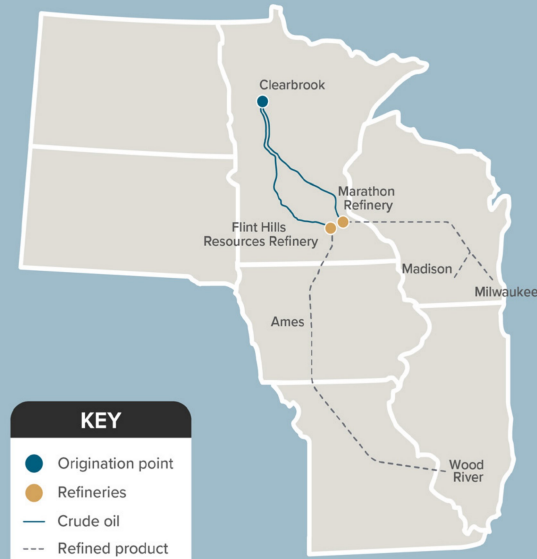 Clearbrook
Marathon
Refinery
Flint Hills
Resources Refinery
Madison
Milwaukee
Ames
Wood
River
KEY
Origination point
Refineries
Crude oil
Refined product